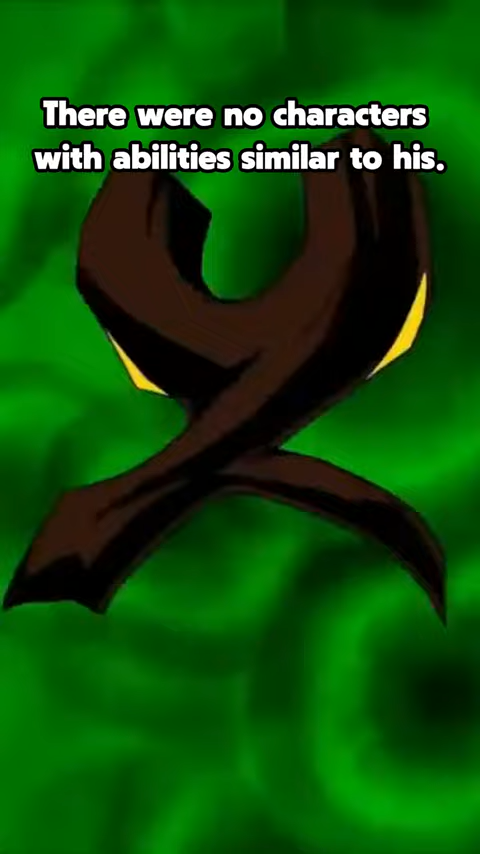 There were no characters
with abilities similar to his.